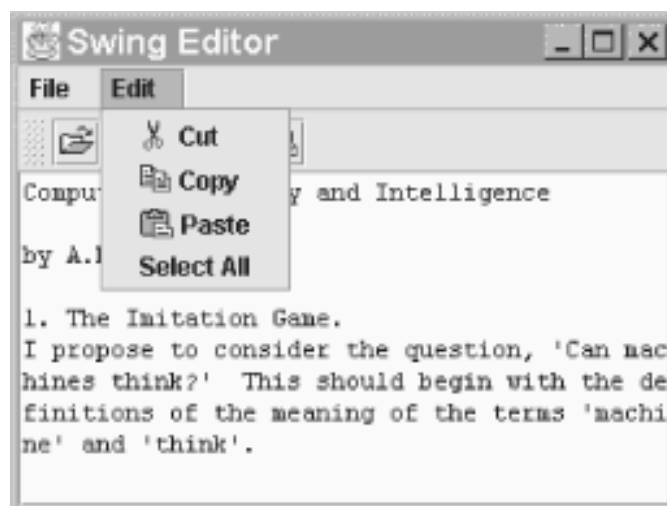 Swing Editor
File Edit
Cut
Copy
Paste
Select All
Compu y and Intelligence
by A.
1. The Imitation Game.
I propose to consider the question, 'Can mac
hines think?' This should begin with the de
finitions of the meaning of the terms 'machi
ne' and 'think'.